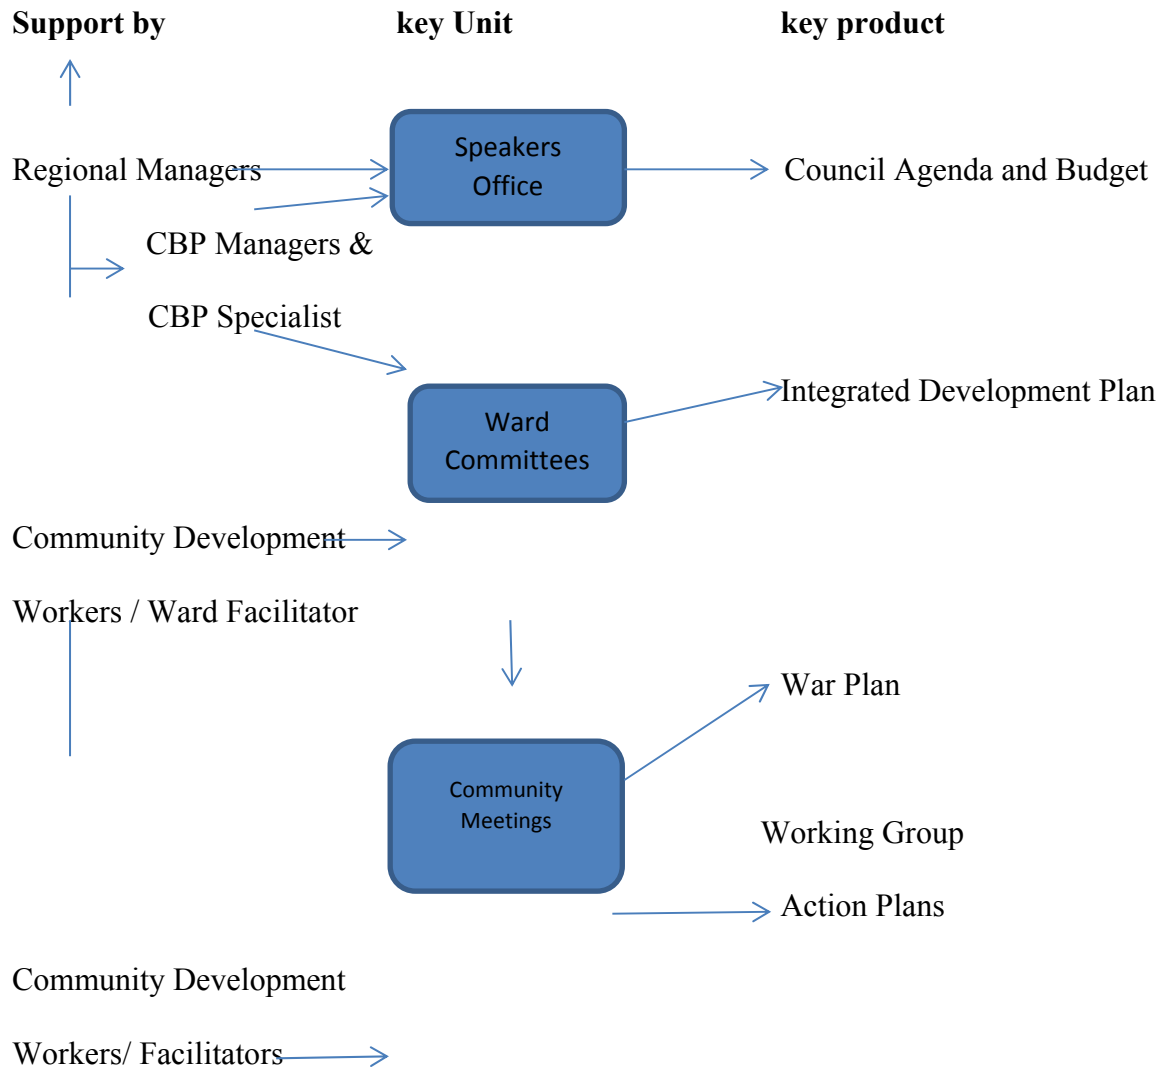 Support by key Unit key product
Speakers
Office
Regional Managers
Council Agenda and Budget
CBP Managers &
CBP Specialist
Integrated Development Plan
Ward
Committees
Community Development
Workers / Ward Facilitator
War Plan
Community
Meetings
Working Group
Action Plans
Community Development
Workers/ Facilitators